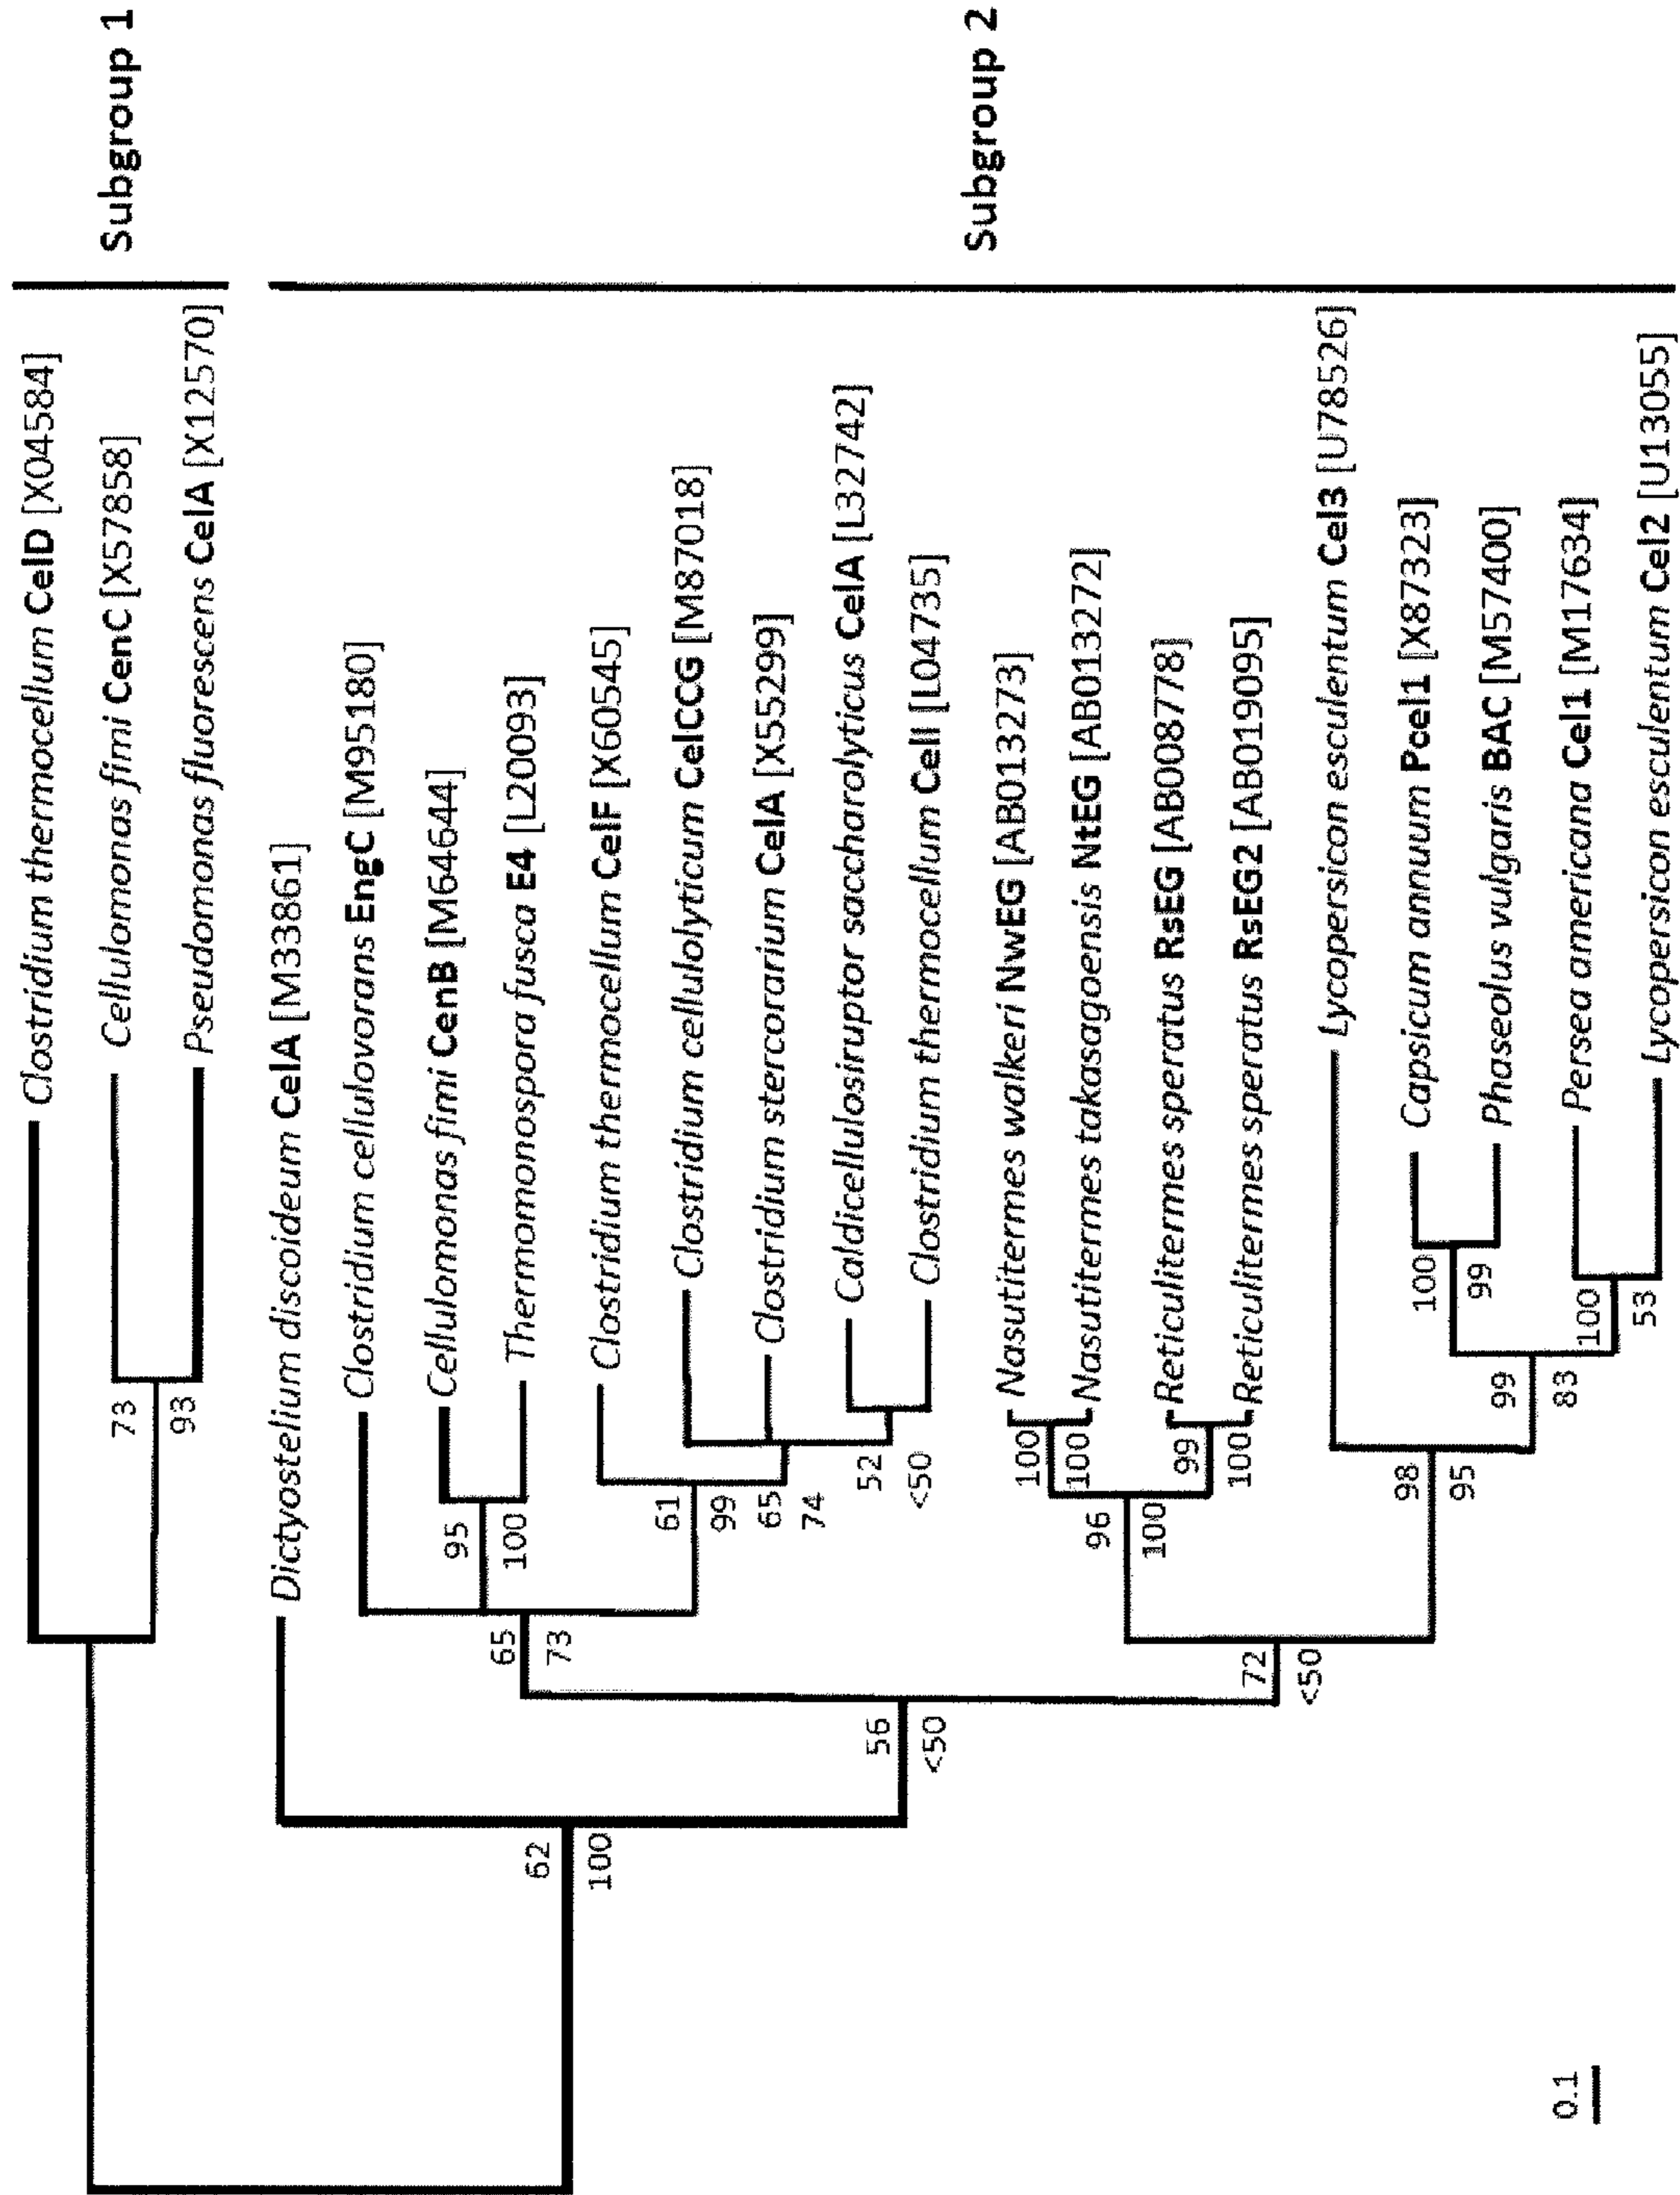 Clostridium thermocellum CelD [X04584]
Cellulomonas fimi CenC [X57858]
Pseudomonas fluorescens CelA [X12570]
Subgroup 1
73
93
Dictyostelium discoideum CelA [M33861]
Clostridium cellulovorans EngC [M95180]
Cellulomonas fimi CenB [M64644]
Thermomonospora fusca E4 [L20093]
Clostridium thermocellum CelF [X60545]
Clostridium cellulolyticum CelCCG [M87018]
Clostridium stercorarium CelA [X55299]
Caldicellulosiruptor saccharolyticus CelA [L32742]
Clostridium thermocellum CelI [L04735]
Nasutitermes walkeri NwEG [AB013273]
Nasutitermes takasagoensis NtEG [AB013272]
Reticulitermes speratus RsEG [AB008778]
Reticulitermes speratus RsEG2 [AB019095]
Lycopersicon esculentum Cel3 [U78526]
Capsicum annuum Pcel1 [X87323]
Phaseolus vulgaris BAC [M57400]
Persea americana Cel1 [M17634]
Lycopersicon esculentum Cel2 [U13055]
Subgroup 2
62
100
56
<50
65
73
95
100
61
99
65
74
52
<50
72
<50
96
100
100
100
99
100
98
95
99
83
100
99
100
53
0.1